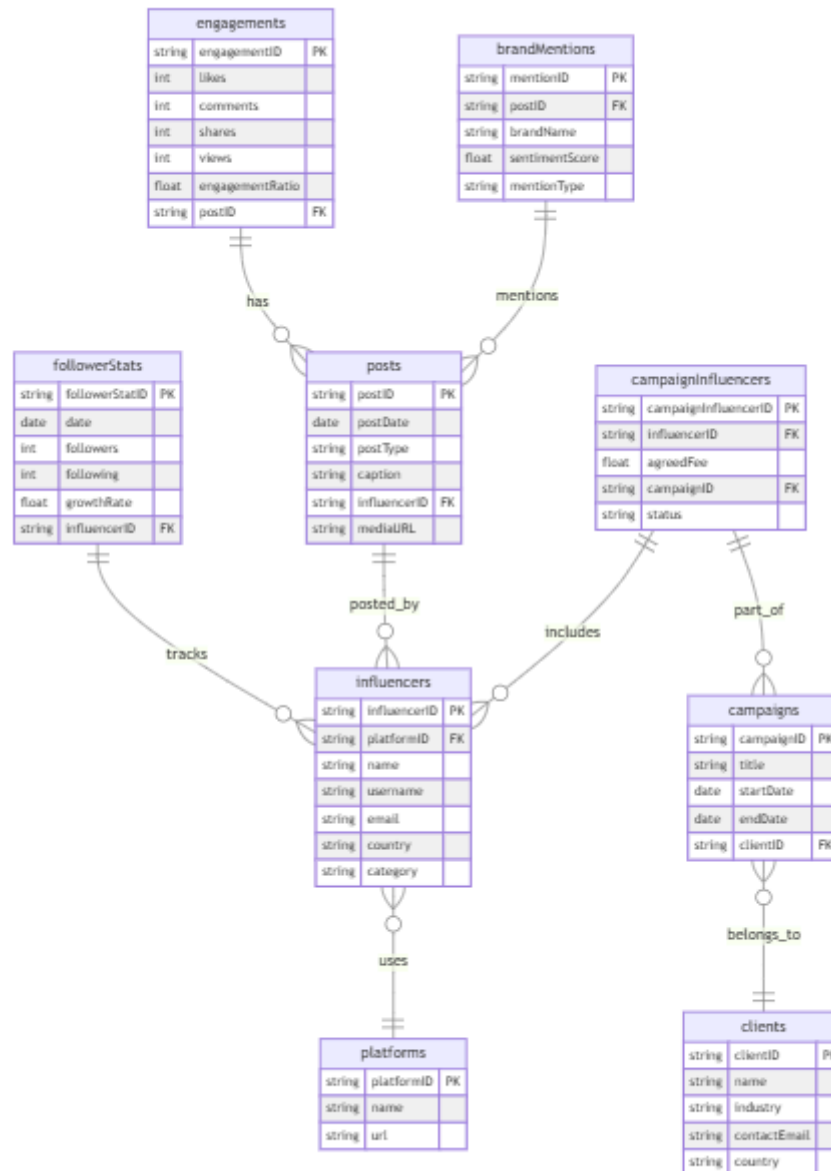 engagements
string engagementID PK
int likes
int comments
int shares
int views
float engagementRatio
string postID FK
brandMentions
string mentionID PK
string postID FK
string brandName
float sentimentScore
string mentionType
has
mentions
followerStats
string followerStatID PK
date date
int followers
int following
float growthRate
string influencerID FK
posts
string postID PK
date postDate
string postType
string caption
string influencerID FK
string mediaURL
campaignInfluencers
string campaignInfluencerID PK
string influencerID FK
float agreedFee
string campaignID FK
string status
posted_by
part_of
includes
tracks
influencers
string influencerID PK
string platformID FK
string name
string username
string email
string country
string category
campaigns
string campaignID PK
string title
date startDate
date endDate
string clientID FK
belongs_to
uses
platforms
string platformID PK
string name
string url
clients
string clientID P
string name
string industry
string contactEmail
string country